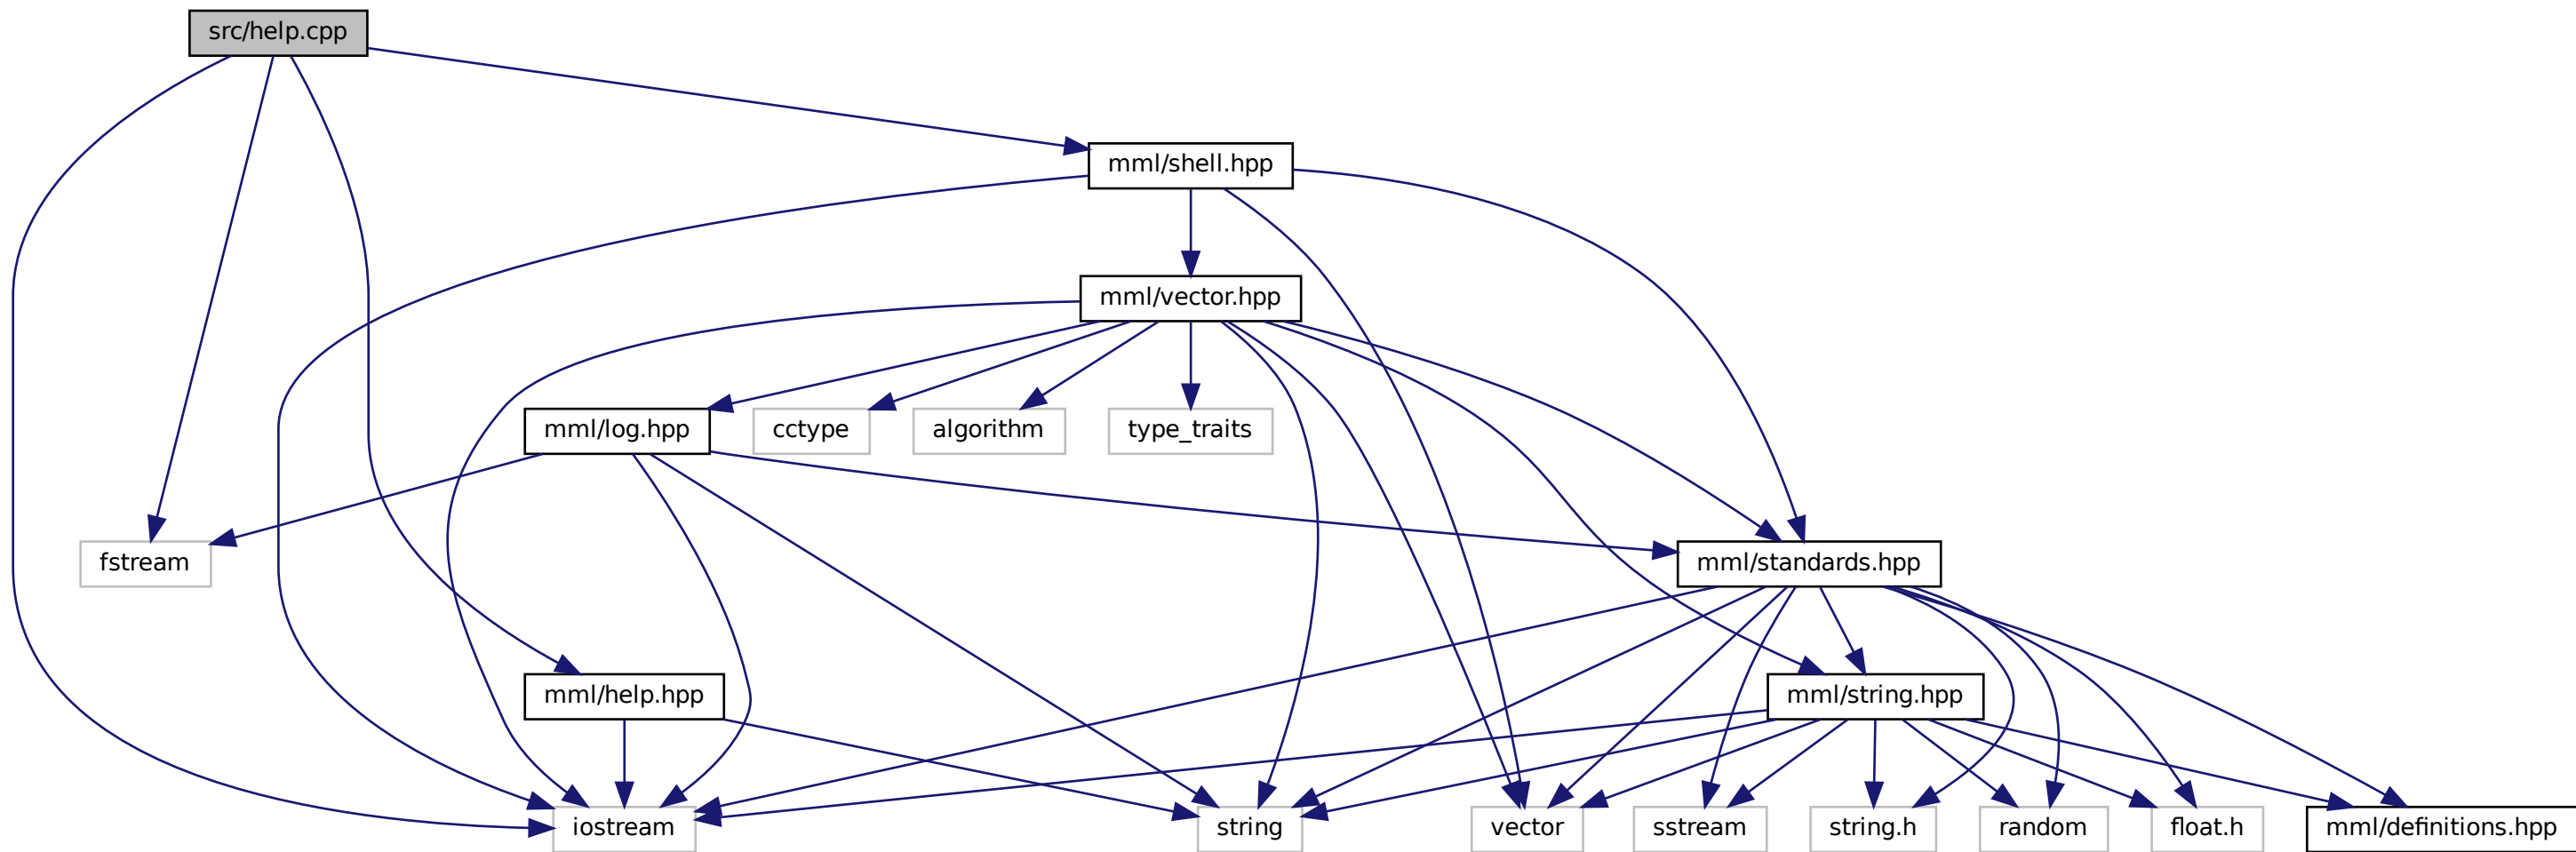 src/help.cpp
mml/shell.hpp
mml/vector.hpp
mml/log.hpp
cctype
algorithm
type_traits
fstream
mml/standards.hpp
mml/help.hpp
mml/string.hpp
iostream
string
vector
sstream
string.h
random
float.h
mml/definitions.hpp